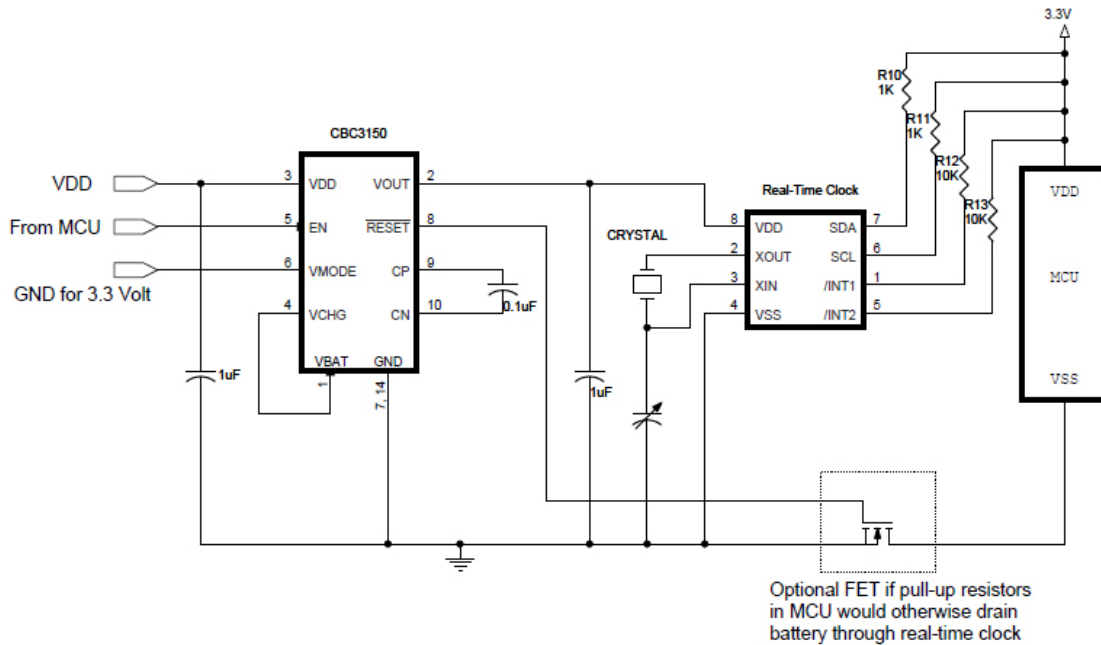 3.3V
R10
1K
R11
1K
R12
10K
R13
10K
CBC3150
VDD
3
VDD
VOUT
2
From MCU
5
EN
RESET
8
GND for 3.3 Volt
6
VMODE
CP
9
4
VCHG
CN
10
0.1uF
VBAT
GND
1
7, 14
1uF
1uF
CRYSTAL
Real-Time Clock
8
VDD
SDA
7
2
XOUT
SCL
6
3
XIN
/INT1
1
4
VSS
/INT2
5
VDD
MCU
VSS
Optional FET if pull-up resistors
in MCU would otherwise drain
battery through real-time clock